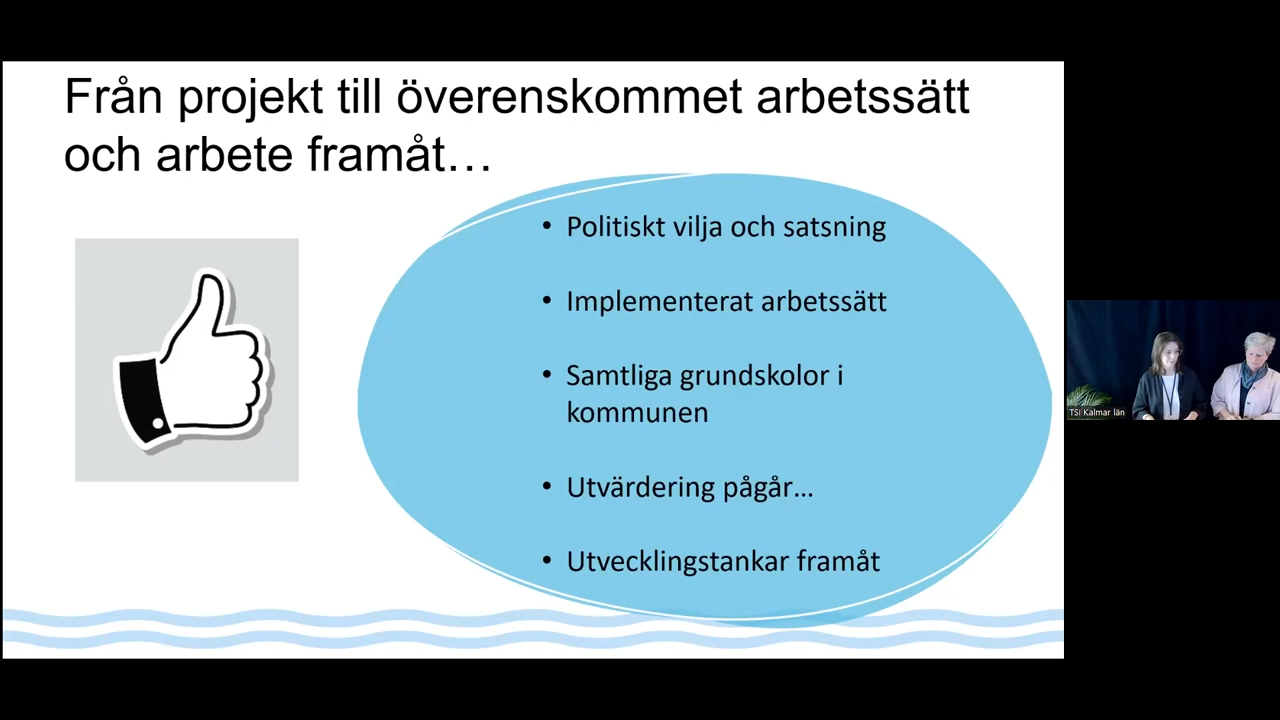 Från projekt till överenskommet arbetssätt
och arbete framåt…
• Politiskt vilja och satsning
• Implementerat arbetssätt
• Samtliga grundskolor i
kommunen
• Utvärdering pågår…
• Utvecklingstankar framåt
TSI Kalmar län